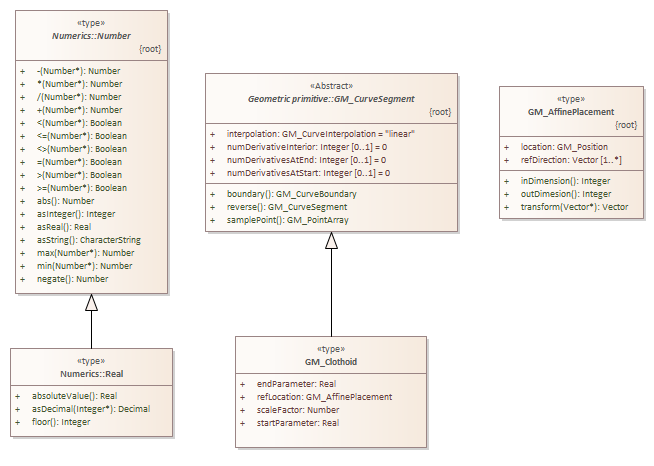 «type»
Numerics::Number
{root}
+ -(Number*): Number
+ *(Number*): Number
+ /(Number*): Number
+ +(Number*): Number
+ <(Number*): Boolean
+ <=(Number*): Boolean
+ <>(Number*): Boolean
+ =(Number*): Boolean
+ >(Number*): Boolean
+ >=(Number*): Boolean
+ abs(): Number
+ asInteger(): Integer
+ asReal(): Real
+ asString(): CharacterString
+ max(Number*): Number
+ min(Number*): Number
+ negate(): Number
«type»
Numerics::Real
+ absoluteValue(): Real
+ asDecimal(Integer*): Decimal
+ floor(): Integer
«Abstract»
Geometric primitive::GM_CurveSegment
{root}
+ interpolation: GM_CurveInterpolation = "linear"
+ numDerivativeInterior: Integer [0..1] = 0
+ numDerivativesAtEnd: Integer [0..1] = 0
+ numDerivativesAtStart: Integer [0..1] = 0
+ boundary(): GM_CurveBoundary
+ reverse(): GM_CurveSegment
+ samplePoint(): GM_PointArray
«type»
GM_Clothoid
+ endParameter: Real
+ refLocation: GM_AffinePlacement
+ scaleFactor: Number
+ startParameter: Real
«type»
GM_AffinePlacement
{root}
+ location: GM_Position
+ refDirection: Vector [1..*]
+ inDimension(): Integer
+ outDimesion(): Integer
+ transform(Vector*): Vector